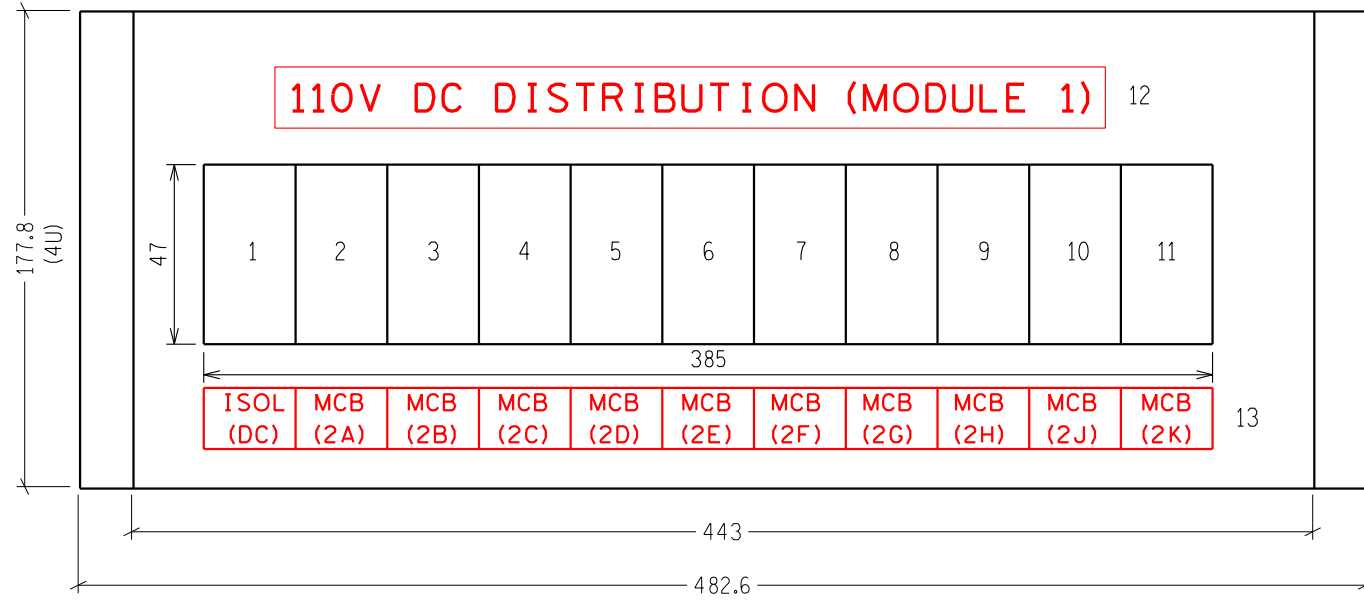 110V DC DISTRIBUTION (MODULE 1)
12
177.8
(4U)
47
1 2 3 4 5 6 7 8 9 10 11
385
ISOL MCB MCB MCB MCB MCB MCB MCB MCB MCB MCB
(DC) (2A) (2B) (2C) (2D) (2E) (2F) (2G) (2H) (2J) (2K)
13
443
482.6